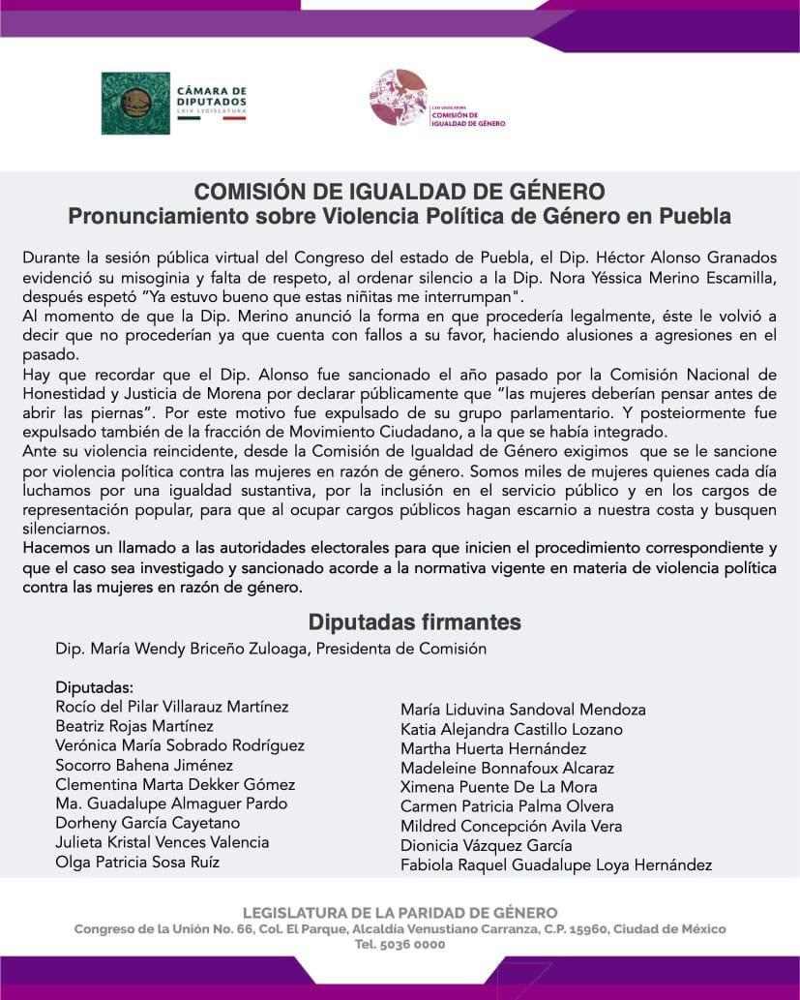 CÁMARA DE
DIPUTADOS
LXIV LEGISLATURA
LXIV LEGISLATURA
COMISIÓN DE
IGUALDAD DE GÉNERO
COMISIÓN DE IGUALDAD DE GÉNERO
Pronunciamiento sobre Violencia Política de Género en Puebla
Durante la sesión pública virtual del Congreso del estado de Puebla, el Dip. Héctor Alonso Granados
evidenció su misoginia y falta de respeto, al ordenar silencio a la Dip. Nora Yéssica Merino Escamilla,
después espetó “Ya estuvo bueno que estas niñitas me interrumpan".
Al momento de que la Dip. Merino anunció la forma en que procedería legalmente, éste le volvió a
decir que no procederían ya que cuenta con fallos a su favor, haciendo alusiones a agresiones en el
pasado.
Hay que recordar que el Dip. Alonso fue sancionado el año pasado por la Comisión Nacional de
Honestidad y Justicia de Morena por declarar públicamente que “las mujeres deberían pensar antes de
abrir las piernas”. Por este motivo fue expulsado de su grupo parlamentario. Y posteiormente fue
expulsado también de la fracción de Movimiento Ciudadano, a la que se había integrado.
Ante su violencia reincidente, desde la Comisión de Igualdad de Género exigimos que se le sancione
por violencia política contra las mujeres en razón de género. Somos miles de mujeres quienes cada día
luchamos por una igualdad sustantiva, por la inclusión en el servicio público y en los cargos de
representación popular, para que al ocupar cargos públicos hagan escarnio a nuestra costa y busquen
silenciarnos.
Hacemos un llamado a las autoridades electorales para que inicien el procedimiento correspondiente y
que el caso sea investigado y sancionado acorde a la normativa vigente en materia de violencia política
contra las mujeres en razón de género.
Diputadas firmantes
Dip. María Wendy Briceño Zuloaga, Presidenta de Comisión
Diputadas:
Rocío del Pilar Villarauz Martínez
Beatriz Rojas Martínez
Verónica María Sobrado Rodríguez
Socorro Bahena Jiménez
Clementina Marta Dekker Gómez
Ma. Guadalupe Almaguer Pardo
Dorheny García Cayetano
Julieta Kristal Vences Valencia
Olga Patricia Sosa Ruíz
María Liduvina Sandoval Mendoza
Katia Alejandra Castillo Lozano
Martha Huerta Hernández
Madeleine Bonnafoux Alcaraz
Ximena Puente De La Mora
Carmen Patricia Palma Olvera
Mildred Concepción Avila Vera
Dionicia Vázquez García
Fabiola Raquel Guadalupe Loya Hernández
LEGISLATURA DE LA PARIDAD DE GÉNERO
Congreso de la Unión No. 66, Col. El Parque, Alcaldía Venustiano Carranza, C.P. 15960, Ciudad de México
Tel. 5036 0000